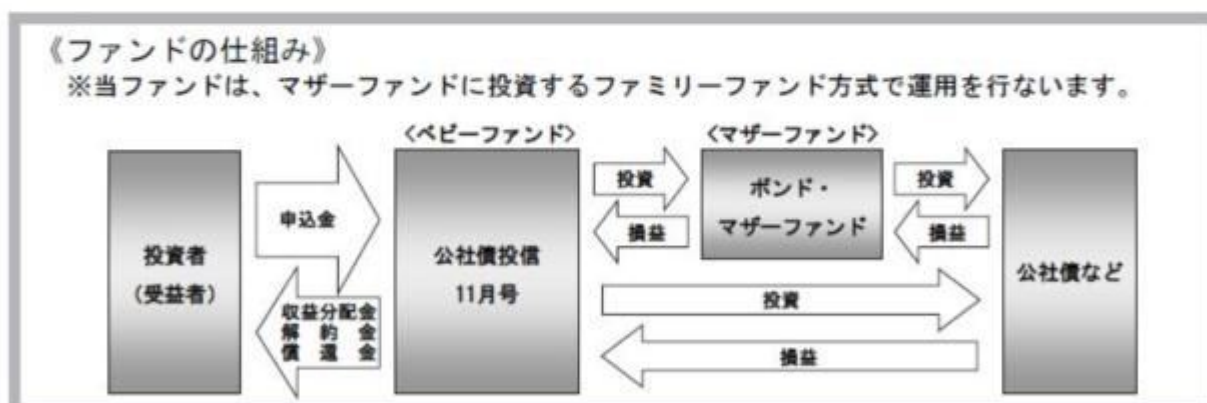 《ファンドの仕組み》
※当ファンドは、マザーファンドに投資するファミリーファンド方式で運用を行ないます。
〈ベビーファンド〉
〈マザーファンド〉
投資者
(受益者)
申込金
収益分配金
解約金
償還金
公社債投信
11月号
投資
損益
ボンド・
マザーファンド
投資
損益
投資
損益
公社債など